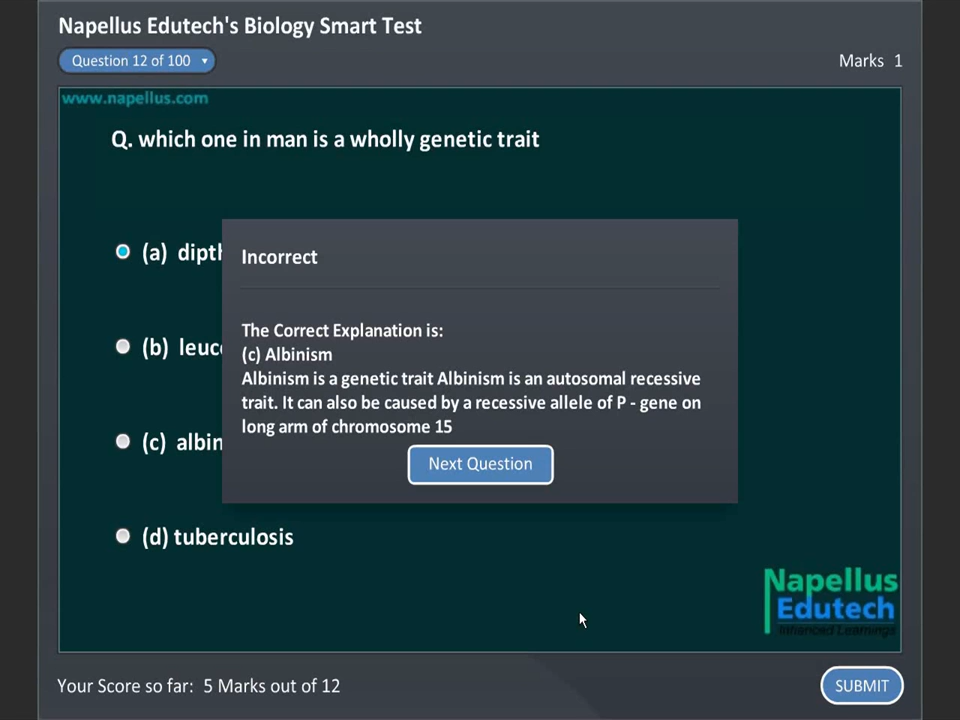 Napellus Edutech's Biology Smart Test
Question 12 of 100
Marks 1
www.napellus.com
Q. which one in man is a wholly genetic trait
(a) dipth
Incorrect
The Correct Explanation is:
(b) leuc
(c) Albinism
Albinism is a genetic trait Albinism is an autosomal recessive
trait. It can also be caused by a recessive allele of P - gene on
long arm of chromosome 15
(c) albin
Next Question
(d) tuberculosis
Napellus
Edutech
Advanced Learnings
Your Score so far: 5 Marks out of 12
SUBMIT